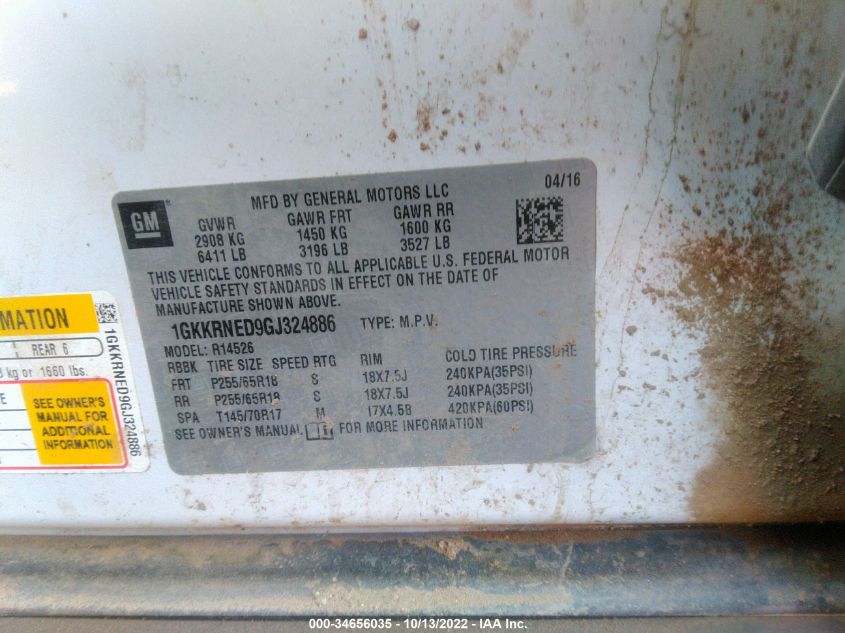 GM
MFD BY GENERAL MOTORS LLC
04/16
GVWR GAWR FRT GAWR RR
2908 KG 1450 KG 1600 KG
6411 LB 3196 LB 3527 LB
THIS VEHICLE CONFORMS TO ALL APPLICABLE U.S. FEDERAL MOTOR
VEHICLE SAFETY STANDARDS IN EFFECT ON THE DATE OF
MANUFACTURE SHOWN ABOVE.
1GKKRNED9GJ324886 TYPE: M.P.V.
MODEL: R14526
RBBK TIRE SIZE SPEED RTG RIM COLD TIRE PRESSURE
FRT P255/65R18 S 18X7.5J 240KPA(35PSI)
RR P255/65R18 S 18X7.5J 240KPA(35PSI)
SPA T145/70R17 M 17X4.5B 420KPA(60PSI)
SEE OWNER'S MANUAL FOR MORE INFORMATION
MATION
REAR 6
kg or 1660 lbs.
SEE OWNER'S
MANUAL FOR
ADDITIONAL
INFORMATION
1GKKRNED9GJ324886
000-34656035 - 10/13/2022 - IAA Inc.